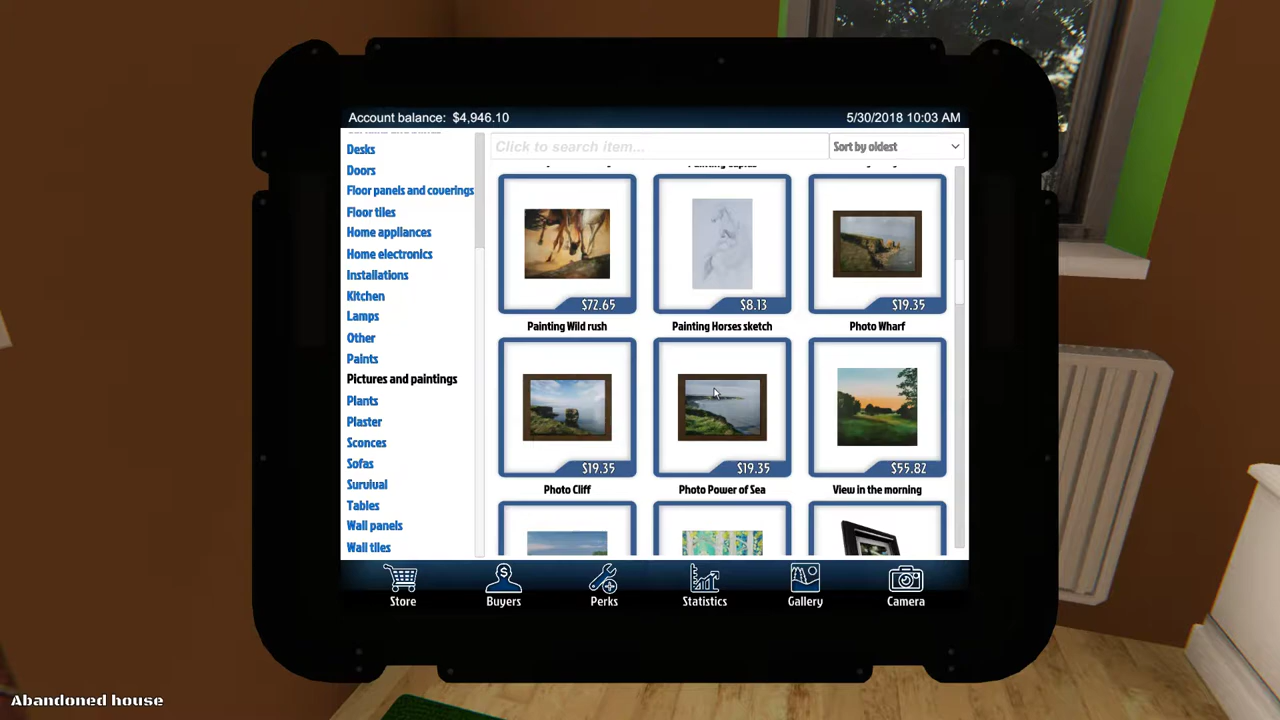 Account balance: $4,946.10
5/30/2018 10:03 AM
Desks
Doors
Floor panels and coverings
Floor tiles
Home appliances
Home electronics
Installations
Kitchen
Lamps
Other
Paints
Pictures and paintings
Plants
Plaster
Sconces
Sofas
Survival
Tables
Wall panels
Wall tiles
Click to search item...
Sort by oldest
$72.65
$8.13
$19.35
Painting Wild rush
Painting Horses sketch
Photo Wharf
$19.35
$19.35
$55.82
Photo Cliff
Photo Power of Sea
View in the morning
Store
Buyers
Perks
Statistics
Gallery
Camera
Abandoned house